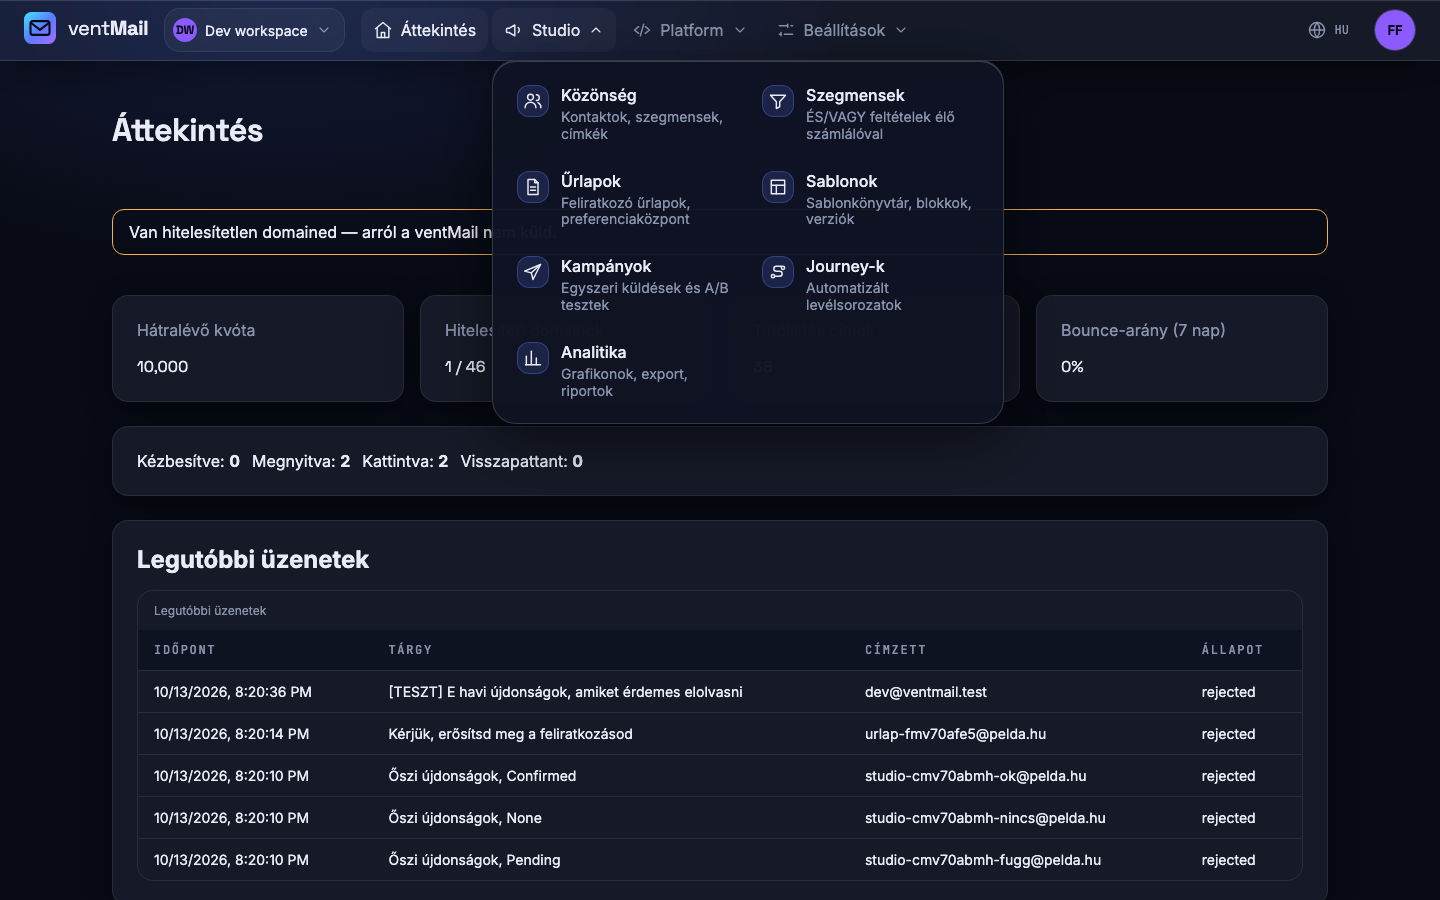 ventMail
DW Dev workspace
Áttekintés
Studio
Platform
Beállítások
HU
FF
Közönség
Kontaktok, szegmensek,
címkék
Szegmensek
ÉS/VAGY feltételek élő
számlálóval
Űrlapok
Feliratkozó űrlapok,
preferenciaközpont
Sablonok
Sablonkönyvtár, blokkok,
verziók
Kampányok
Egyszeri küldések és A/B
tesztek
Journey-k
Automatizált
levélsorozatok
Analitika
Grafikonok, export,
riportok
Áttekintés
Van hitelesítetlen domained — arról a ventMail nem küld.
Hátralévő kvóta
10,000
1 / 46
38
Bounce-arány (7 nap)
0%
Kézbesítve: 0 Megnyitva: 2 Kattintva: 2 Visszapattant: 0
Legutóbbi üzenetek
Legutóbbi üzenetek
IDŐPONT TÁRGY CÍMZETT ÁLLAPOT
10/13/2026, 8:20:36 PM [TESZT] E havi újdonságok, amiket érdemes elolvasni dev@ventmail.test rejected
10/13/2026, 8:20:14 PM Kérjük, erősítsd meg a feliratkozásod urlap-fmv70afe5@pelda.hu rejected
10/13/2026, 8:20:10 PM Őszi újdonságok, Confirmed studio-cmv70abmh-ok@pelda.hu rejected
10/13/2026, 8:20:10 PM Őszi újdonságok, None studio-cmv70abmh-nincs@pelda.hu rejected
10/13/2026, 8:20:10 PM Őszi újdonságok, Pending studio-cmv70abmh-fugg@pelda.hu rejected